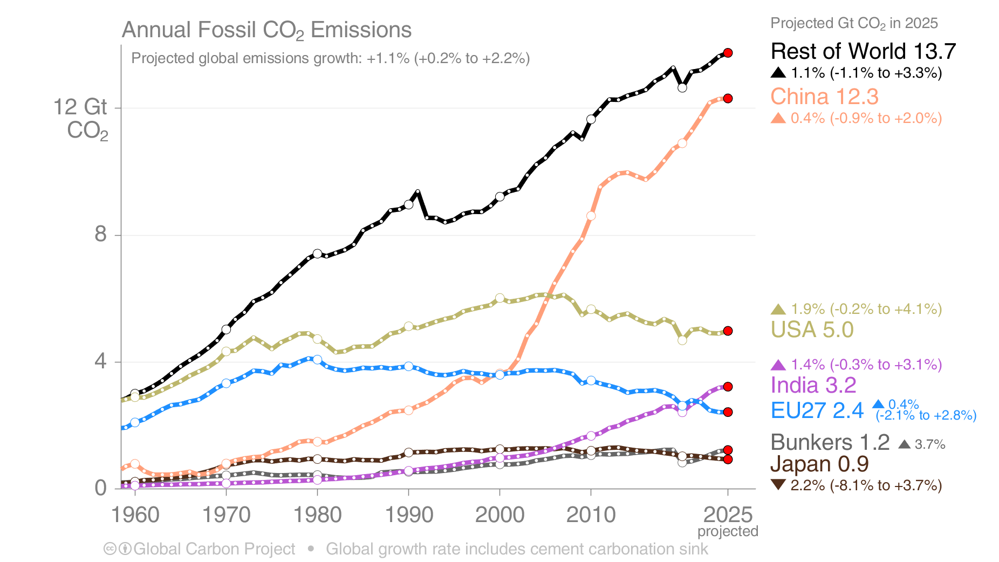 Annual Fossil CO₂ Emissions
Projected global emissions growth: +1.1% (+0.2% to +2.2%)
12 Gt
CO₂
8
4
0
1960 1970 1980 1990 2000 2010 2025
projected
Projected Gt CO₂ in 2025
Rest of World 13.7
▲ 1.1% (-1.1% to +3.3%)
China 12.3
▲ 0.4% (-0.9% to +2.0%)
▲ 1.9% (-0.2% to +4.1%)
USA 5.0
▲ 1.4% (-0.3% to +3.1%)
India 3.2
EU27 2.4 ▲ 0.4%
(-2.1% to +2.8%)
Bunkers 1.2 ▲ 3.7%
Japan 0.9
▼ 2.2% (-8.1% to +3.7%)
cc Global Carbon Project • Global growth rate includes cement carbonation sink